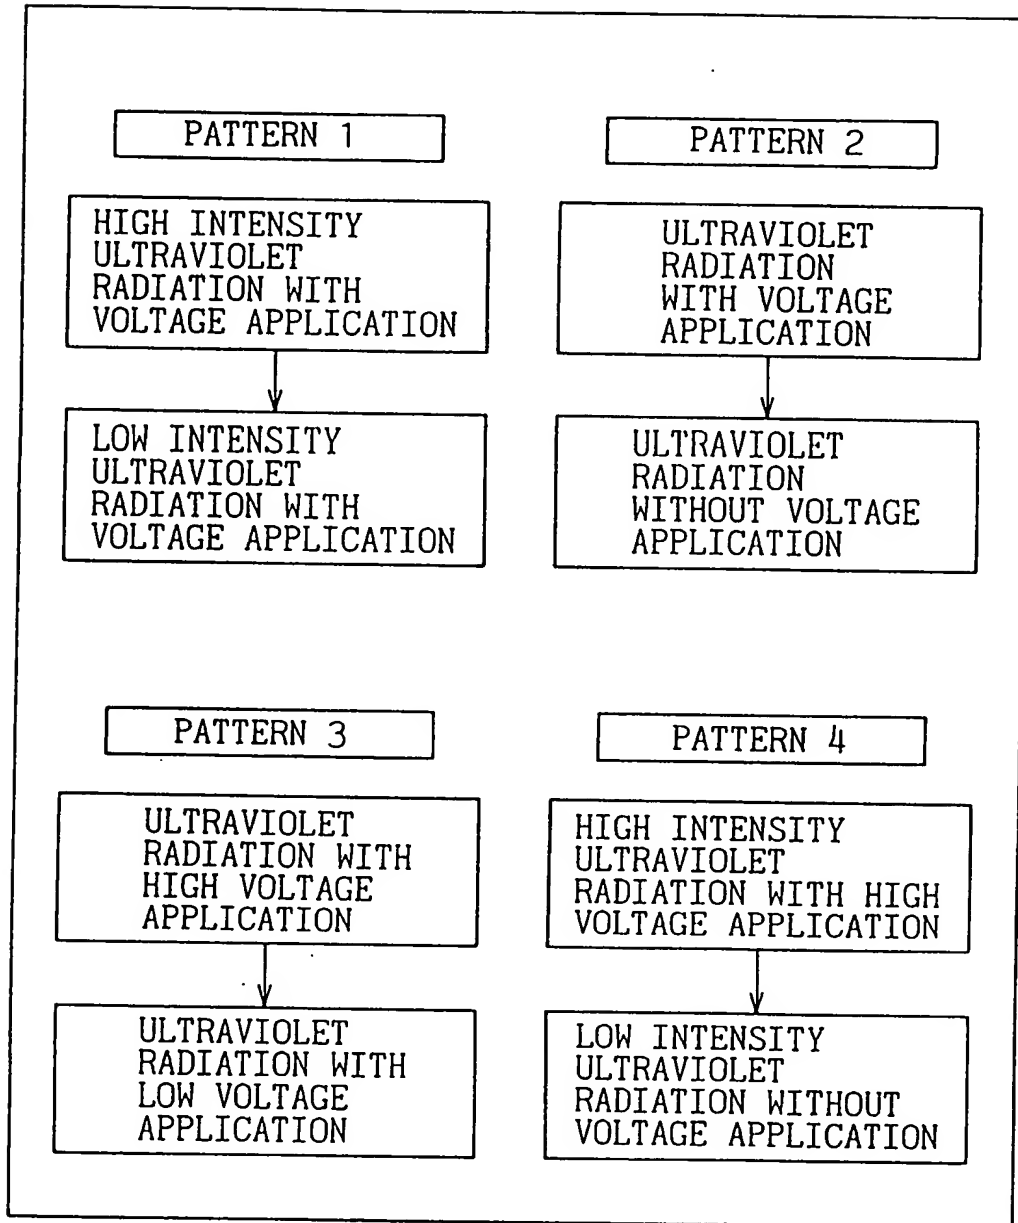 PATTERN 1
HIGH INTENSITY
ULTRAVIOLET
RADIATION WITH
VOLTAGE APPLICATION
LOW INTENSITY
ULTRAVIOLET
RADIATION WITH
VOLTAGE APPLICATION
PATTERN 2
ULTRAVIOLET
RADIATION
WITH VOLTAGE
APPLICATION
ULTRAVIOLET
RADIATION
WITHOUT VOLTAGE
APPLICATION
PATTERN 3
ULTRAVIOLET
RADIATION WITH
HIGH VOLTAGE
APPLICATION
ULTRAVIOLET
RADIATION WITH
LOW VOLTAGE
APPLICATION
PATTERN 4
HIGH INTENSITY
ULTRAVIOLET
RADIATION WITH HIGH
VOLTAGE APPLICATION
LOW INTENSITY
ULTRAVIOLET
RADIATION WITHOUT
VOLTAGE APPLICATION